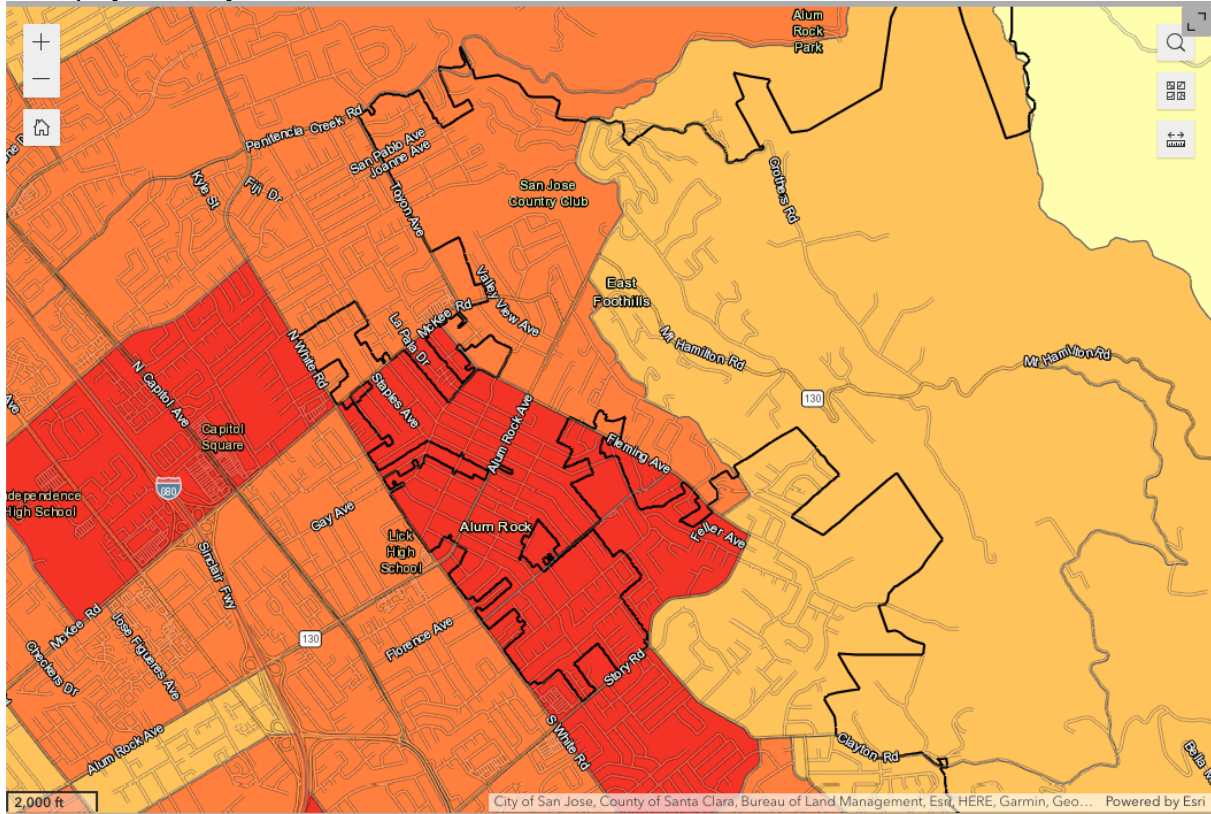 Alum
Rock
Park
Penitencia Creek Rd
San Pablo Ave
Joanne Ave
Kyle St
Fiji Dr
Toyon Ave
San Jose
Country Club
Crothers Rd
East
Foothills
Valley View Ave
McKee Rd
La Pala Dr
N White Rd
Staples Ave
Mt Hamilton Rd
Mt Hamilton Rd
130
N Capitol Ave
Ave
Capitol
Square
Alum Rock Ave
Fleming Ave
680
ndependence
High School
Gay Ave
Lick
High
School
Alum Rock
Feller Ave
Sinclair Fwy
McKee Rd
Jose Figueres Ave
Checkers Dr
130
Florence Ave
Story Rd
S White Rd
Alum Rock Ave
Clayton Rd
2,000 ft
City of San Jose, County of Santa Clara, Bureau of Land Management, Esri, HERE, Garmin, Geo... Powered by Esri